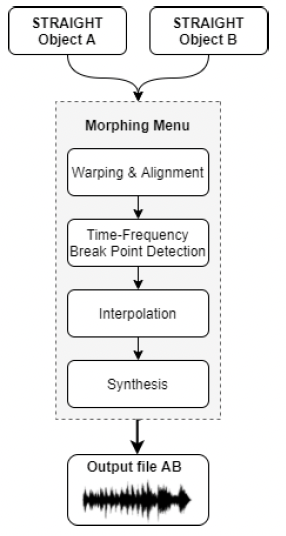 STRAIGHT
Object A
STRAIGHT
Object B
Morphing Menu
Warping & Alignment
Time-Frequency
Break Point Detection
Interpolation
Synthesis
Output file AB